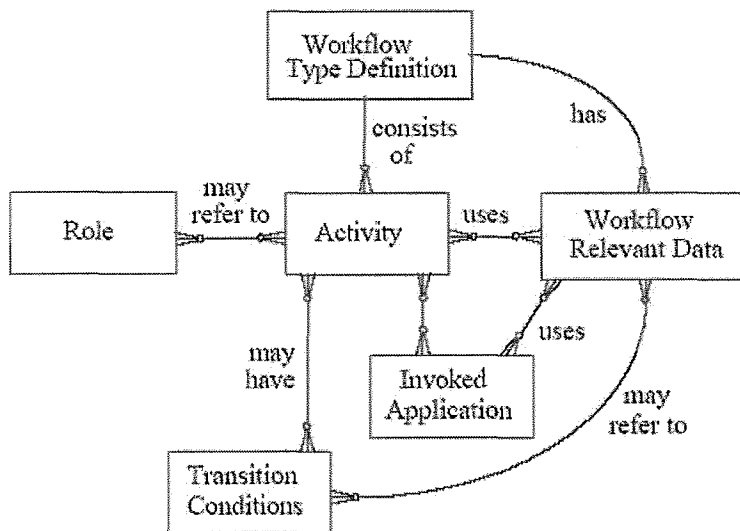 Workflow
Type Definition
consists
of
has
may
refer to
Role
Activity
uses
Workflow
Relevant Data
uses
may
have
Invoked
Application
may
refer to
Transition
Conditions